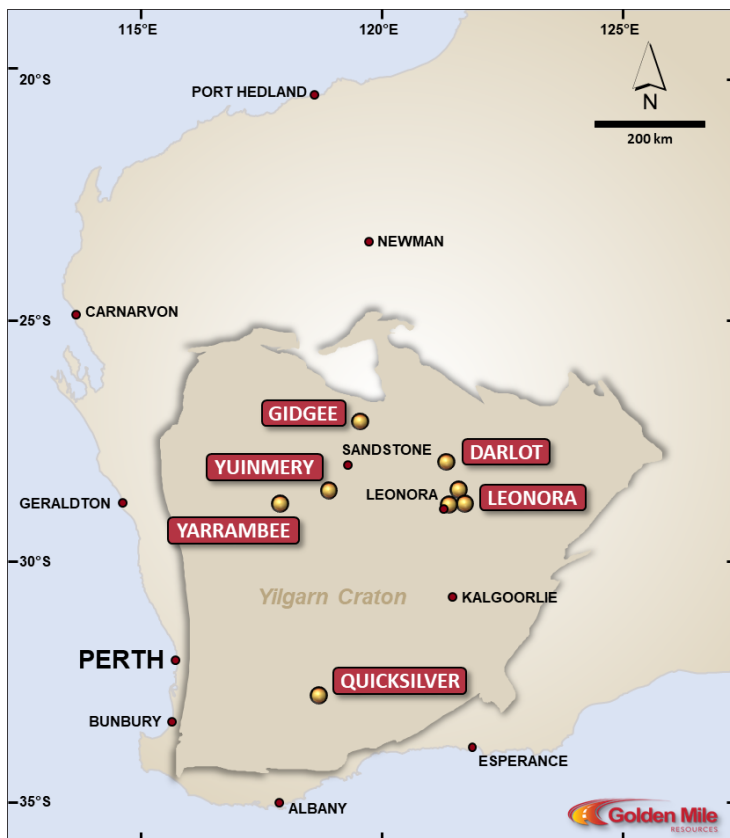 115°E
120°E
125°E
20°S
PORT HEDLAND
N
200 km
NEWMAN
CARNARVON
25°S
GIDGEE
SANDSTONE
DARLOT
YUINMERY
LEONORA
LEONORA
GERALDTON
YARRAMBEE
30°S
Yilgarn Craton
KALGOORLIE
PERTH
QUICKSILVER
BUNBURY
ESPERANCE
35°S
ALBANY
Golden Mile
RESOURCES